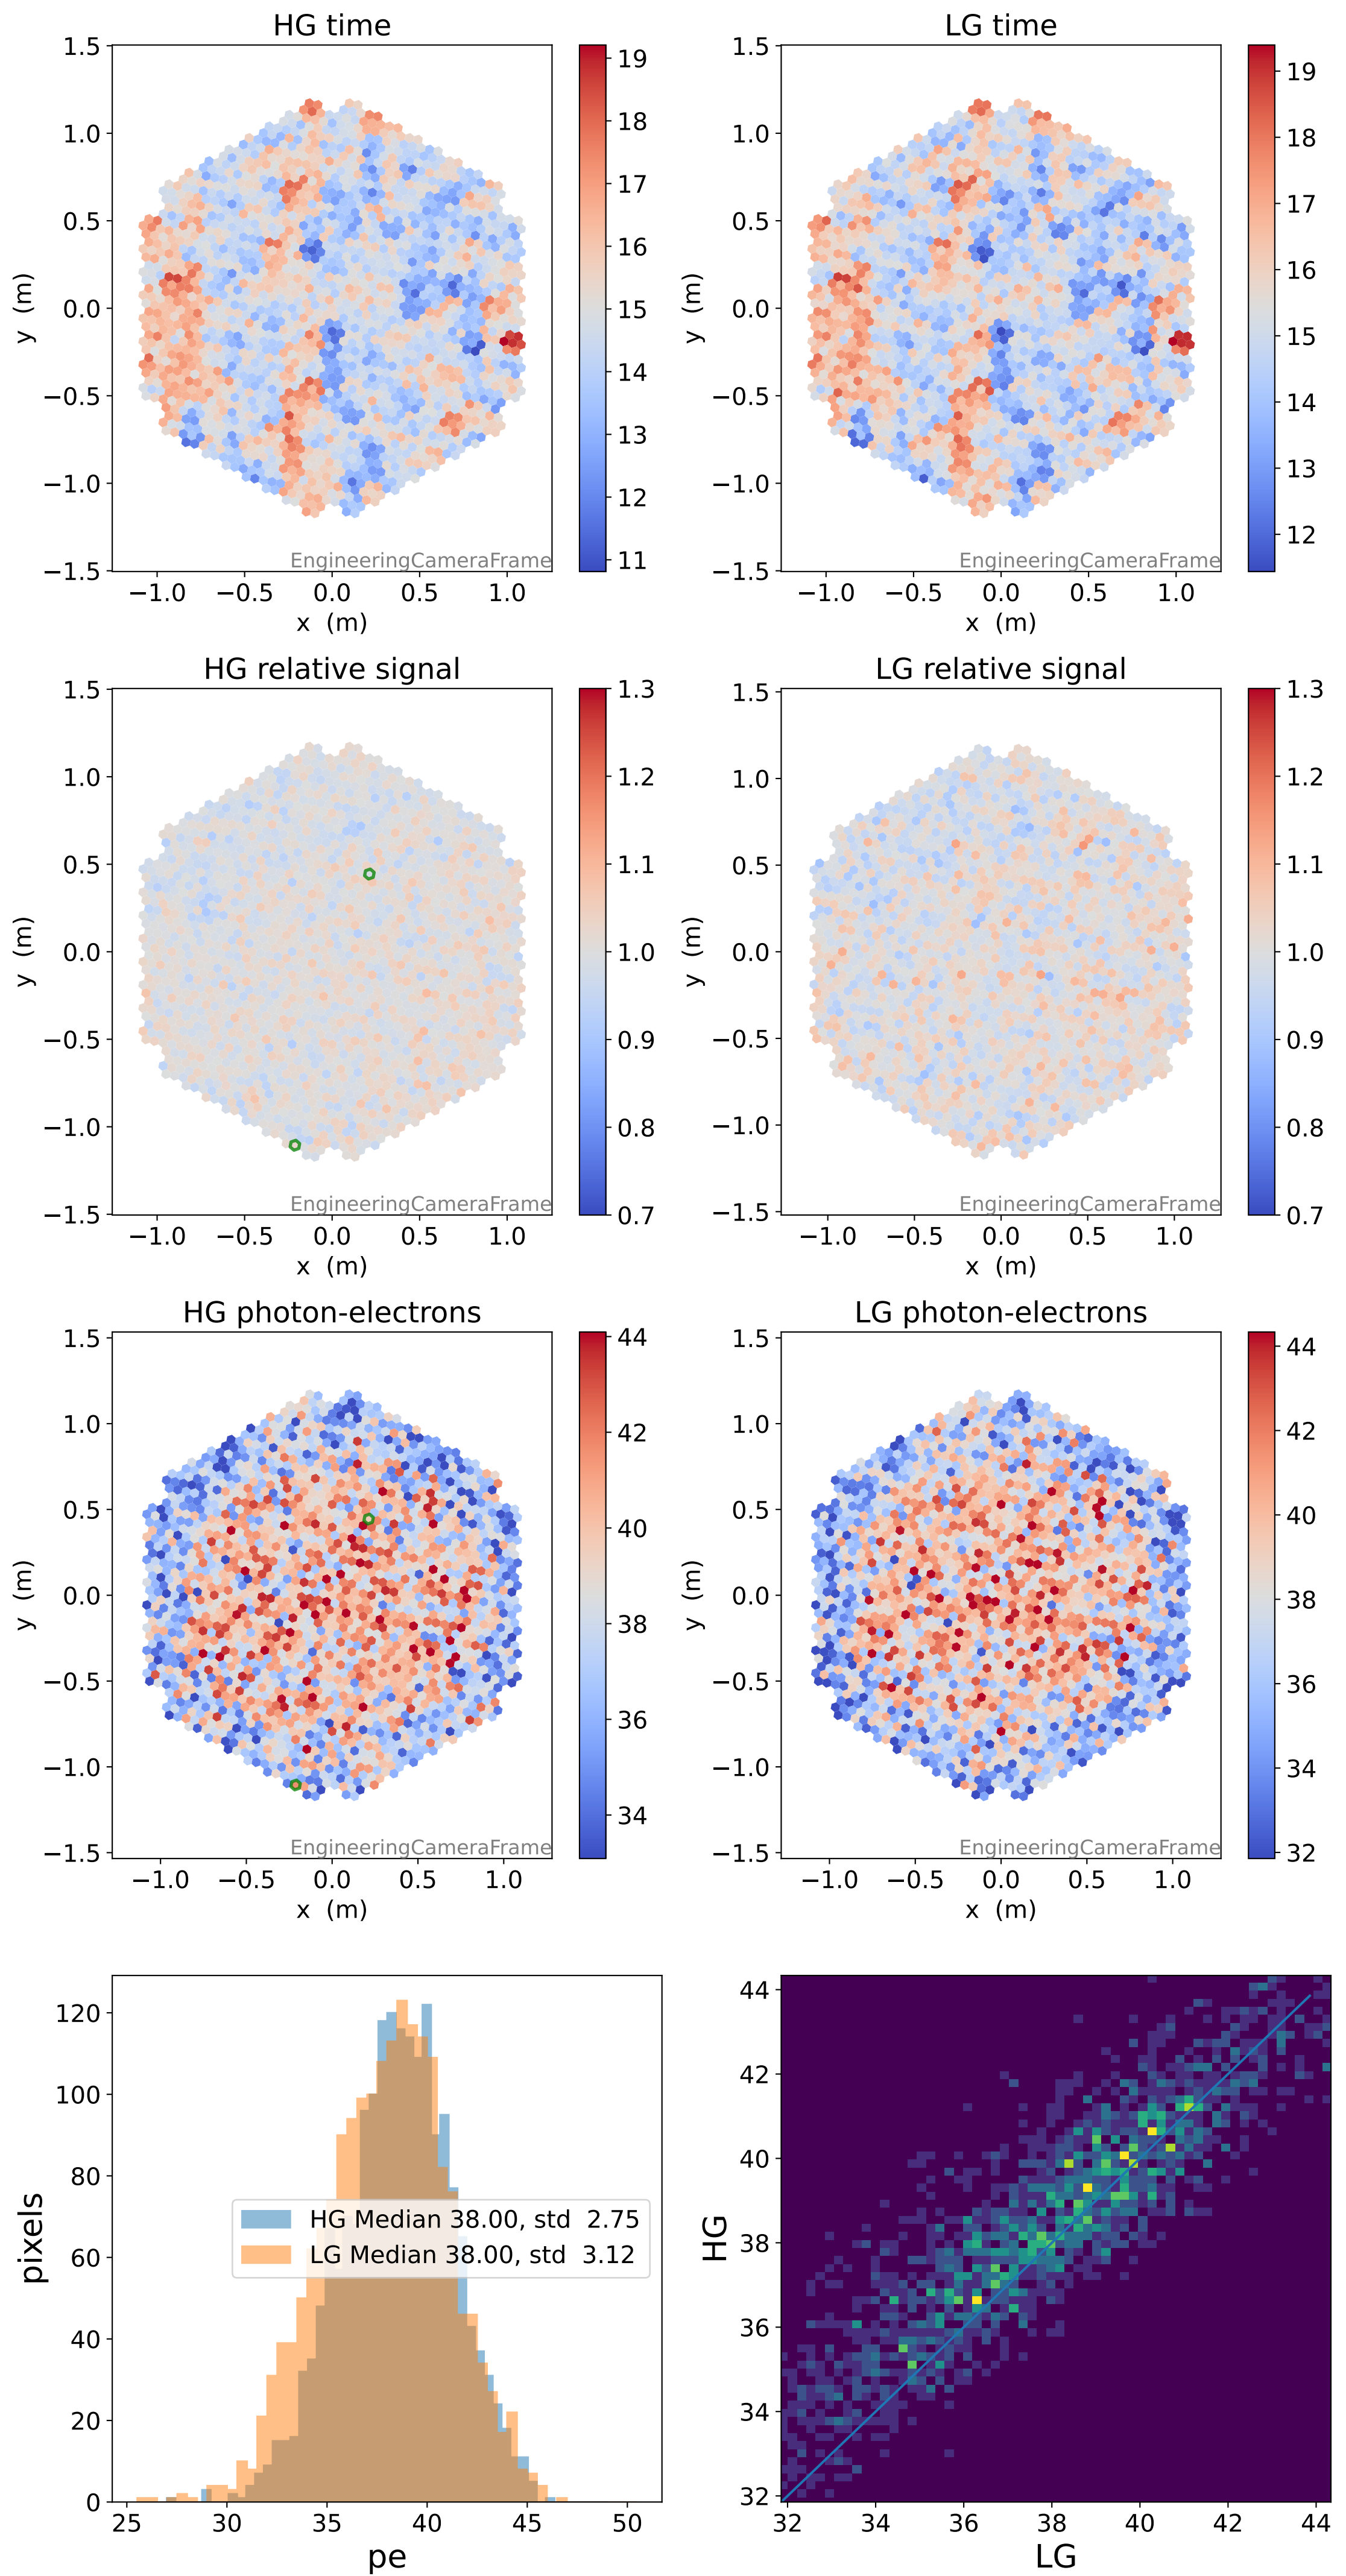 HG time
LG time
1.5
1.0
0.5
0.0
−0.5
−1.0
−1.5
y (m)
EngineeringCameraFrame
−1.0 −0.5 0.0 0.5 1.0
x (m)
19
18
17
16
15
14
13
12
11
1.5
1.0
0.5
0.0
−0.5
−1.0
−1.5
y (m)
EngineeringCameraFrame
−1.0 −0.5 0.0 0.5 1.0
x (m)
19
18
17
16
15
14
13
12
HG relative signal
LG relative signal
1.5
1.0
0.5
0.0
−0.5
−1.0
−1.5
y (m)
EngineeringCameraFrame
−1.0 −0.5 0.0 0.5 1.0
x (m)
1.3
1.2
1.1
1.0
0.9
0.8
0.7
1.5
1.0
0.5
0.0
−0.5
−1.0
−1.5
y (m)
EngineeringCameraFrame
−1.0 −0.5 0.0 0.5 1.0
x (m)
1.3
1.2
1.1
1.0
0.9
0.8
0.7
HG photon-electrons
LG photon-electrons
1.5
1.0
0.5
0.0
−0.5
−1.0
−1.5
y (m)
EngineeringCameraFrame
−1.0 −0.5 0.0 0.5 1.0
x (m)
44
42
40
38
36
34
1.5
1.0
0.5
0.0
−0.5
−1.0
−1.5
y (m)
EngineeringCameraFrame
−1.0 −0.5 0.0 0.5 1.0
x (m)
44
42
40
38
36
34
32
120
100
80
60
40
20
0
pixels
HG Median 38.00, std 2.75
LG Median 38.00, std 3.12
25 30 35 40 45 50
pe
44
42
40
38
36
34
32
HG
32 34 36 38 40 42 44
LG